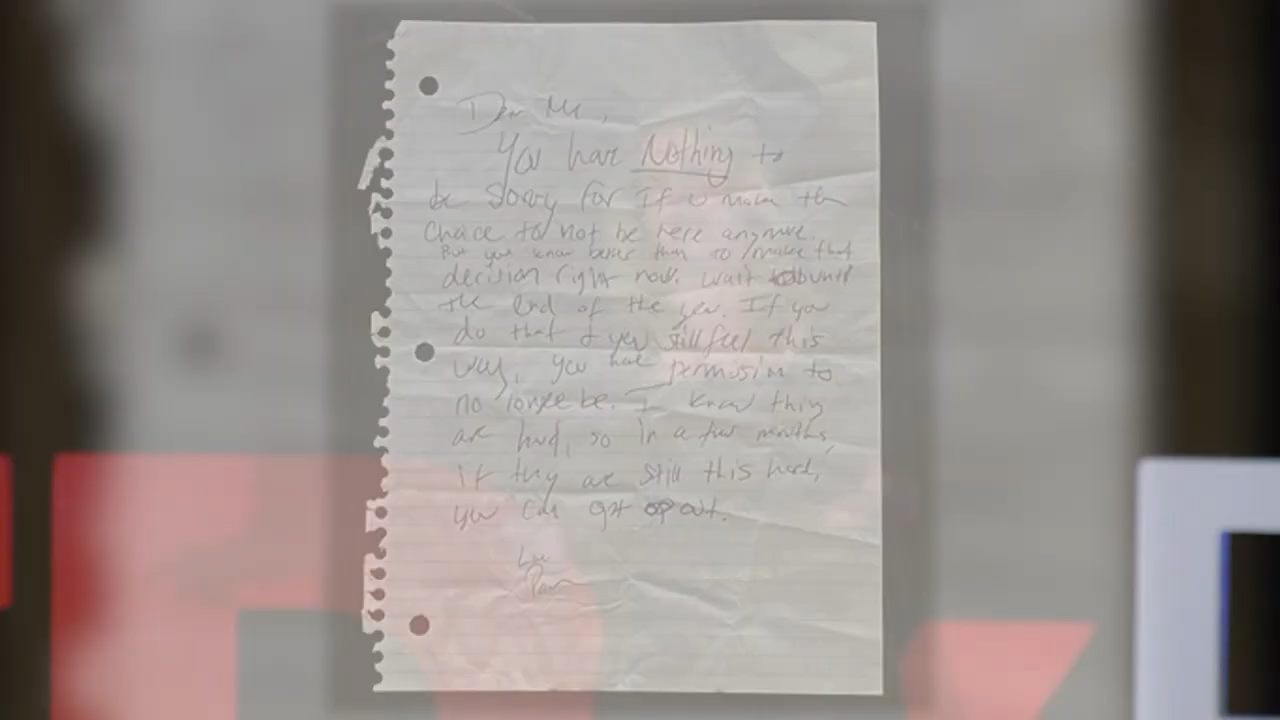 Dear Me,
You have Nothing to
be sorry for If u make the
Choice to not be here anymore.
But you know better than to make that
decision right now. wait until
the end of the year. If you
do that & you still feel this
way, you have permission to
no longer be. I know things
are hard, so in a few months,
if they are still this hard,
you can get out.
Love